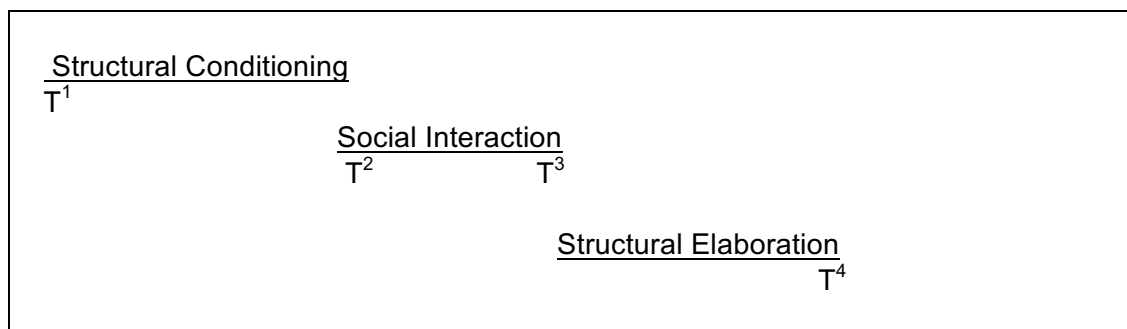 Structural Conditioning
T¹
Social Interaction
T² T³
Structural Elaboration
T⁴